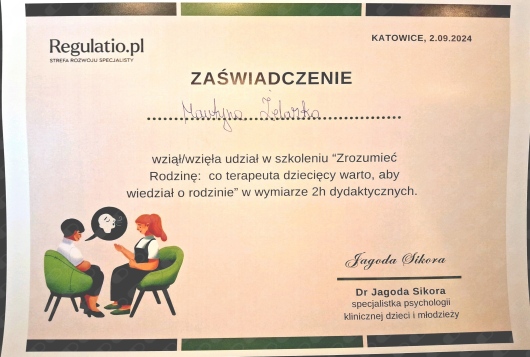 Regulatio.pl
STREFA ROZWOJU SPECJALISTY
KATOWICE, 2.09.2024
ZAŚWIADCZENIE
Martyna Żelazko
wziął/wzięła udział w szkoleniu "Zrozumieć
Rodzinę: co terapeuta dziecięcy warto, aby
wiedział o rodzinie" w wymiarze 2h dydaktycznych.
Jagoda Sikora
Dr Jagoda Sikora
specjalistka psychologii
klinicznej dzieci i młodzieży